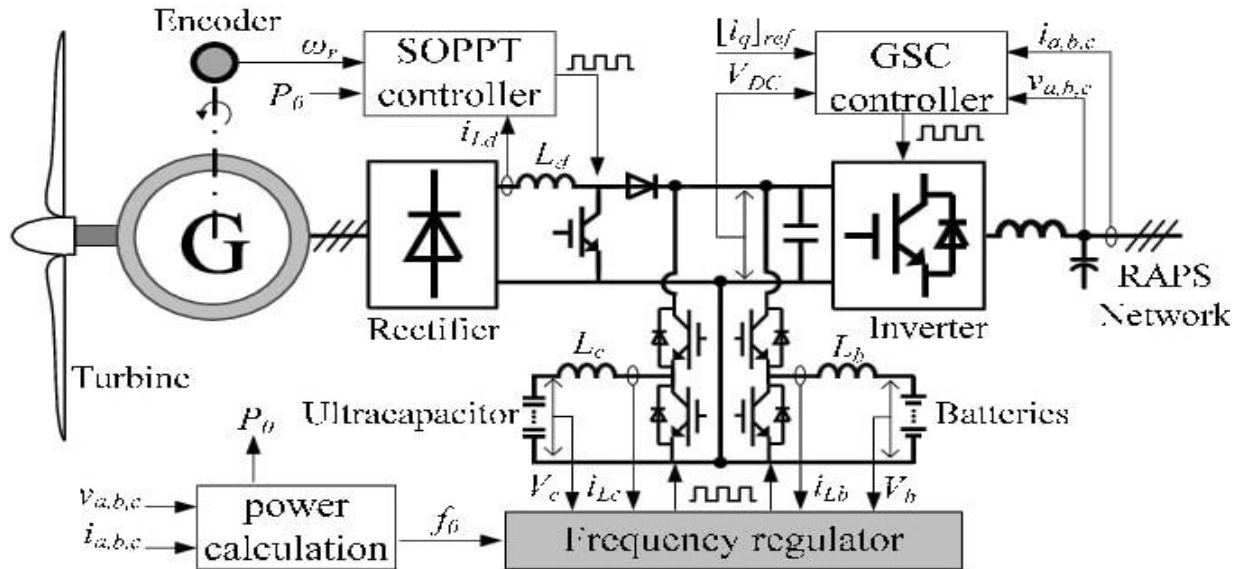 Encoder
ω_r
P_0
SOPPT
controller
i_Ld
L_d
[i_q]_ref
V_DC
GSC
controller
i_a,b,c
v_a,b,c
G
Rectifier
Inverter
RAPS
Network
Turbine
L_c
L_b
Ultracapacitor
Batteries
P_0
v_a,b,c
i_a,b,c
power
calculation
f_0
V_c
i_Lc
i_Lb
V_b
Frequency regulator